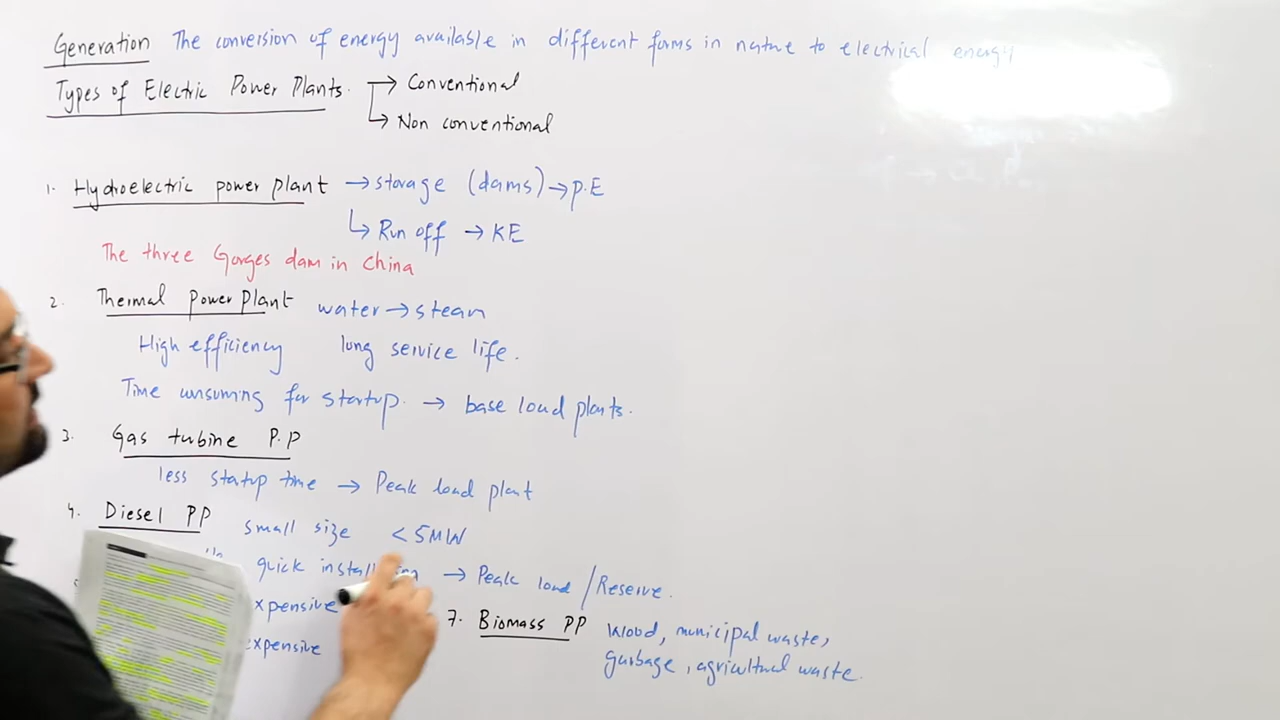 Generation The conversion of energy available in different forms in nature to electrical energy
Types of Electric Power Plants. → Conventional
→ Non conventional
1. Hydroelectric power plant → storage (dams) → P.E
→ Run off → KE
The three Gorges dam in China
2. Thermal power plant water → steam
High efficiency long service life.
Time consuming for startup. → base load plants.
3. Gas turbine P.P
less startup time → Peak load plant
4. Diesel PP small size < 5MW
quick → Peak load / Reserve.
xpensive
7. Biomass PP wood, municipal waste,
xpensive
garbage, agricultural waste.